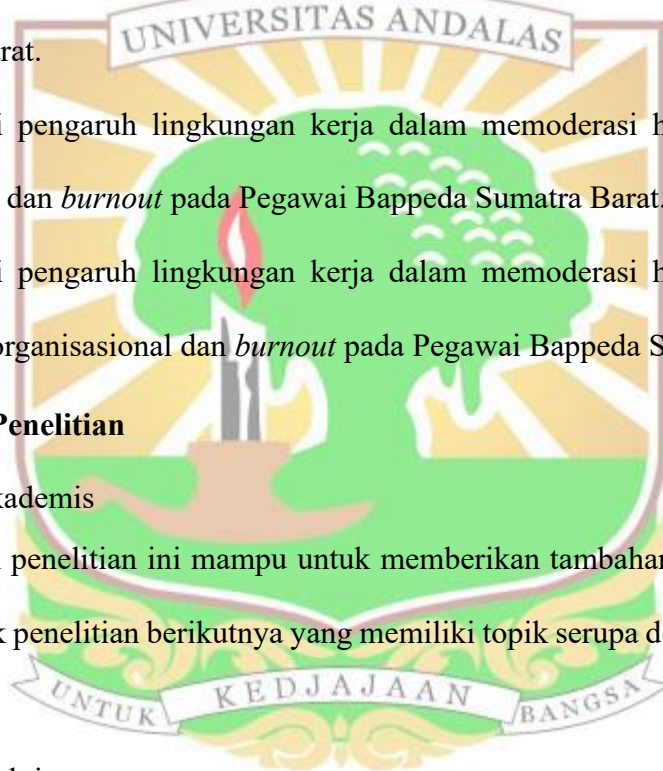 UNIVERSITAS ANDALAS
arat.
i pengaruh lingkungan kerja dalam memoderasi h
dan burnout pada Pegawai Bappeda Sumatra Barat.
i pengaruh lingkungan kerja dalam memoderasi h
organisasional dan burnout pada Pegawai Bappeda S
Penelitian
kademis
penelitian ini mampu untuk memberikan tambahan
k penelitian berikutnya yang memiliki topik serupa de
UNTUK KEDJAJAAN BANGSA